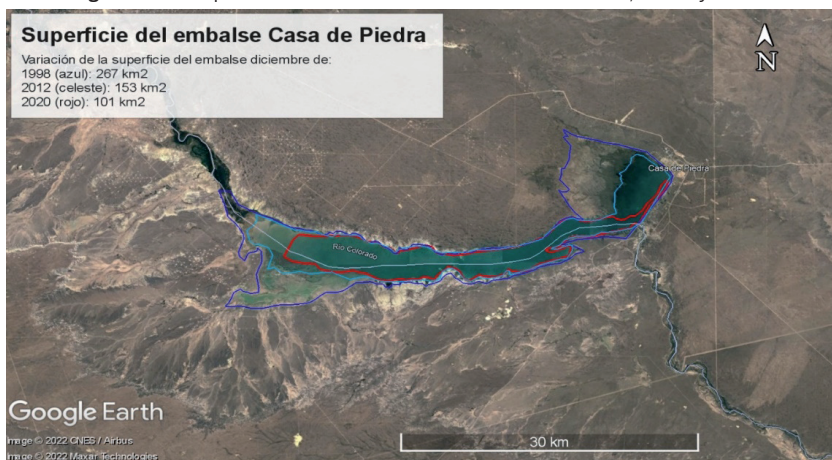 Superficie del embalse Casa de Piedra
Variación de la superficie del embalse diciembre de:
1998 (azul): 267 km2
2012 (celeste): 153 km2
2020 (rojo): 101 km2
N
Casa de Piedra
Río Colorado
Google Earth
30 km
Image © 2022 CNES / Airbus
Image © 2022 Maxar Technologies